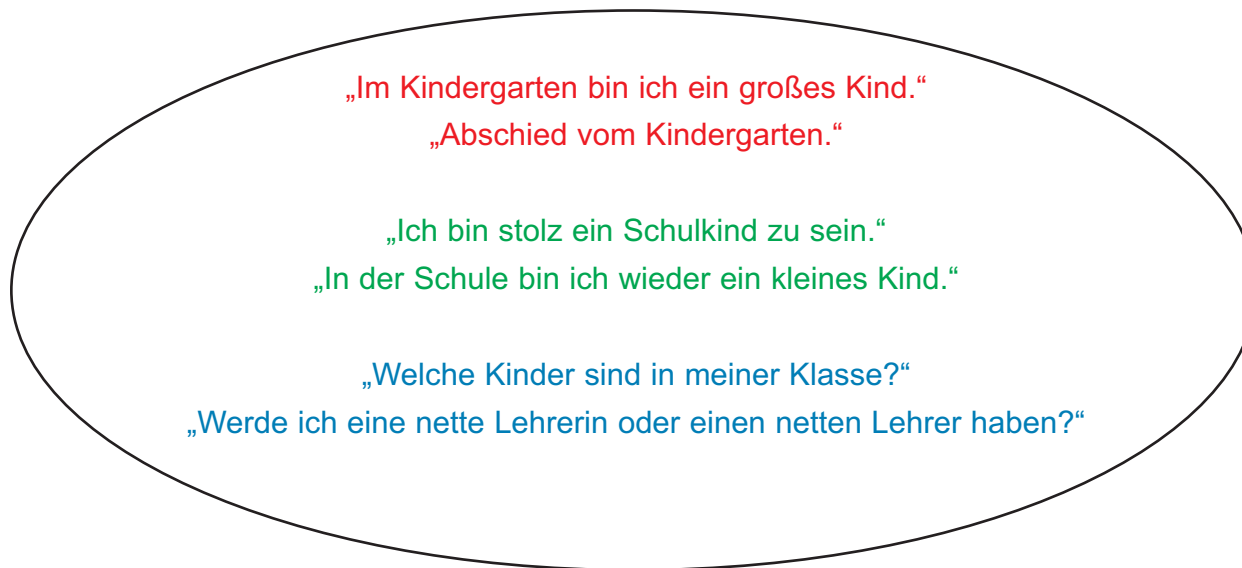 „Im Kindergarten bin ich ein großes Kind.“
„Abschied vom Kindergarten.“
„Ich bin stolz ein Schulkind zu sein.“
„In der Schule bin ich wieder ein kleines Kind.“
„Welche Kinder sind in meiner Klasse?“
„Werde ich eine nette Lehrerin oder einen netten Lehrer haben?“